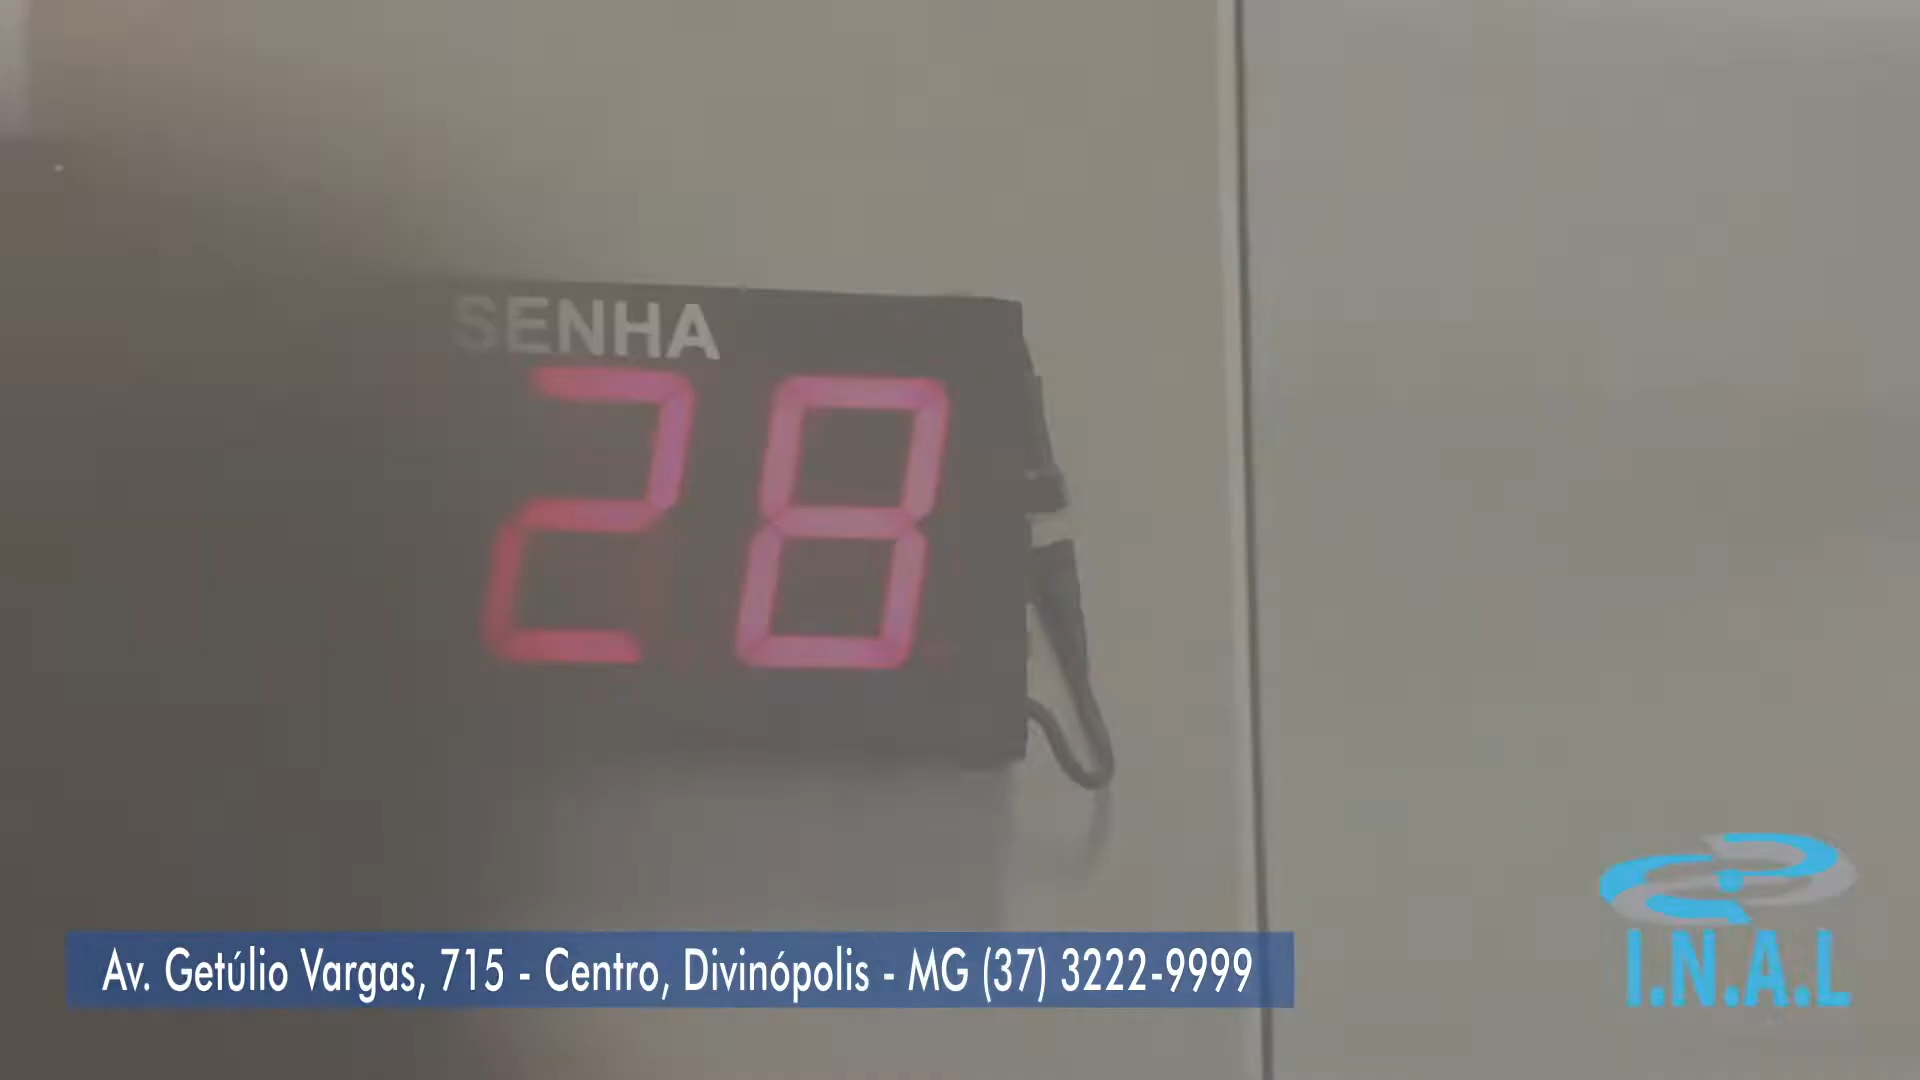 SENHA
28
Av. Getúlio Vargas, 715 - Centro, Divinópolis - MG (37) 3222-9999
I.N.A.L